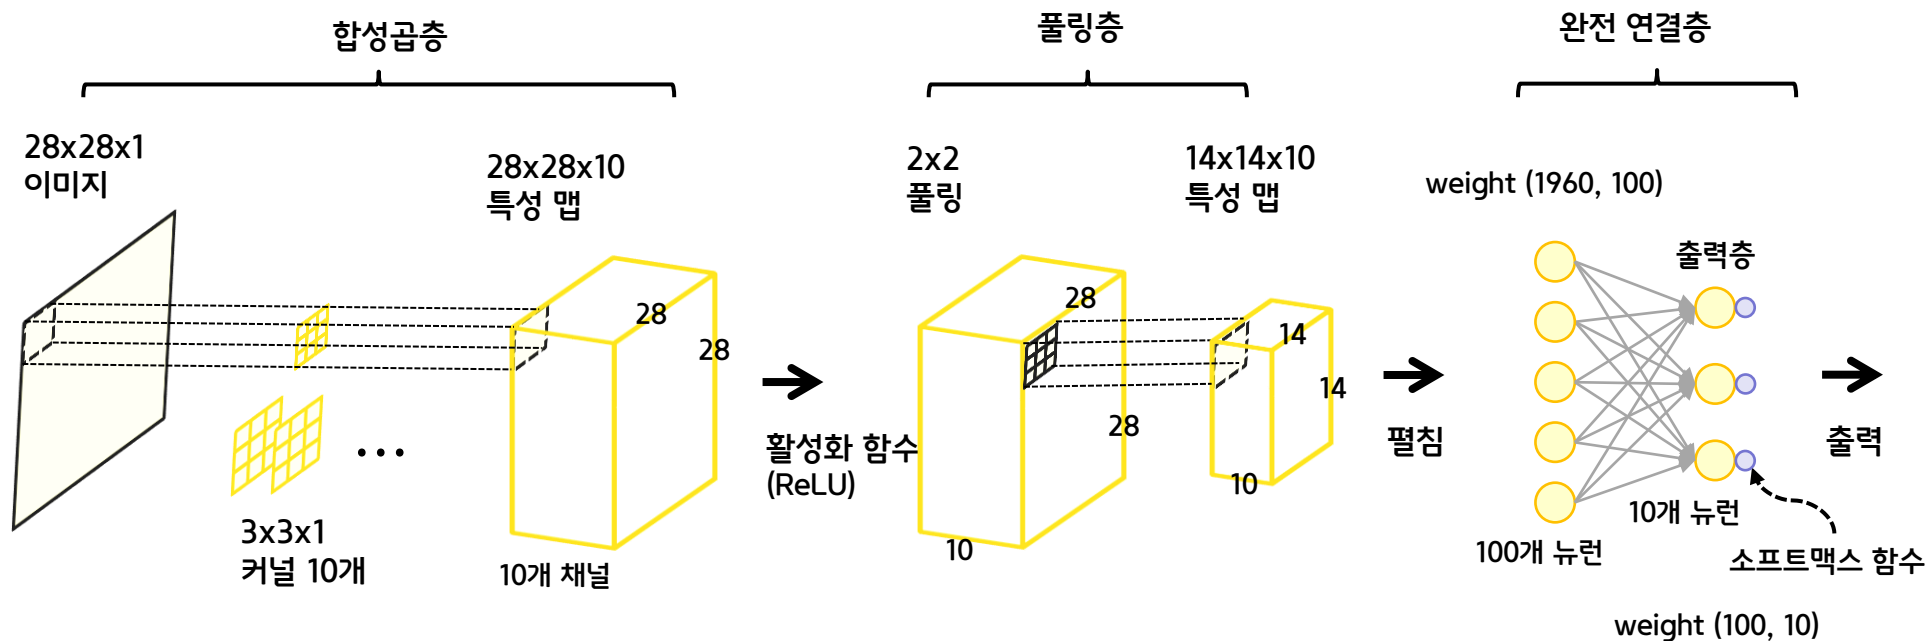 합성곱층
풀링층
완전 연결층
28x28x1
이미지
28x28x10
특성 맵
2x2
풀링
14x14x10
특성 맵
weight (1960, 100)
출력층
28
28
28
28
14
14
활성화 함수
(ReLU)
펼침
출력
10
10
3x3x1
커널 10개
10개 채널
100개 뉴런
10개 뉴런
소프트맥스 함수
weight (100, 10)